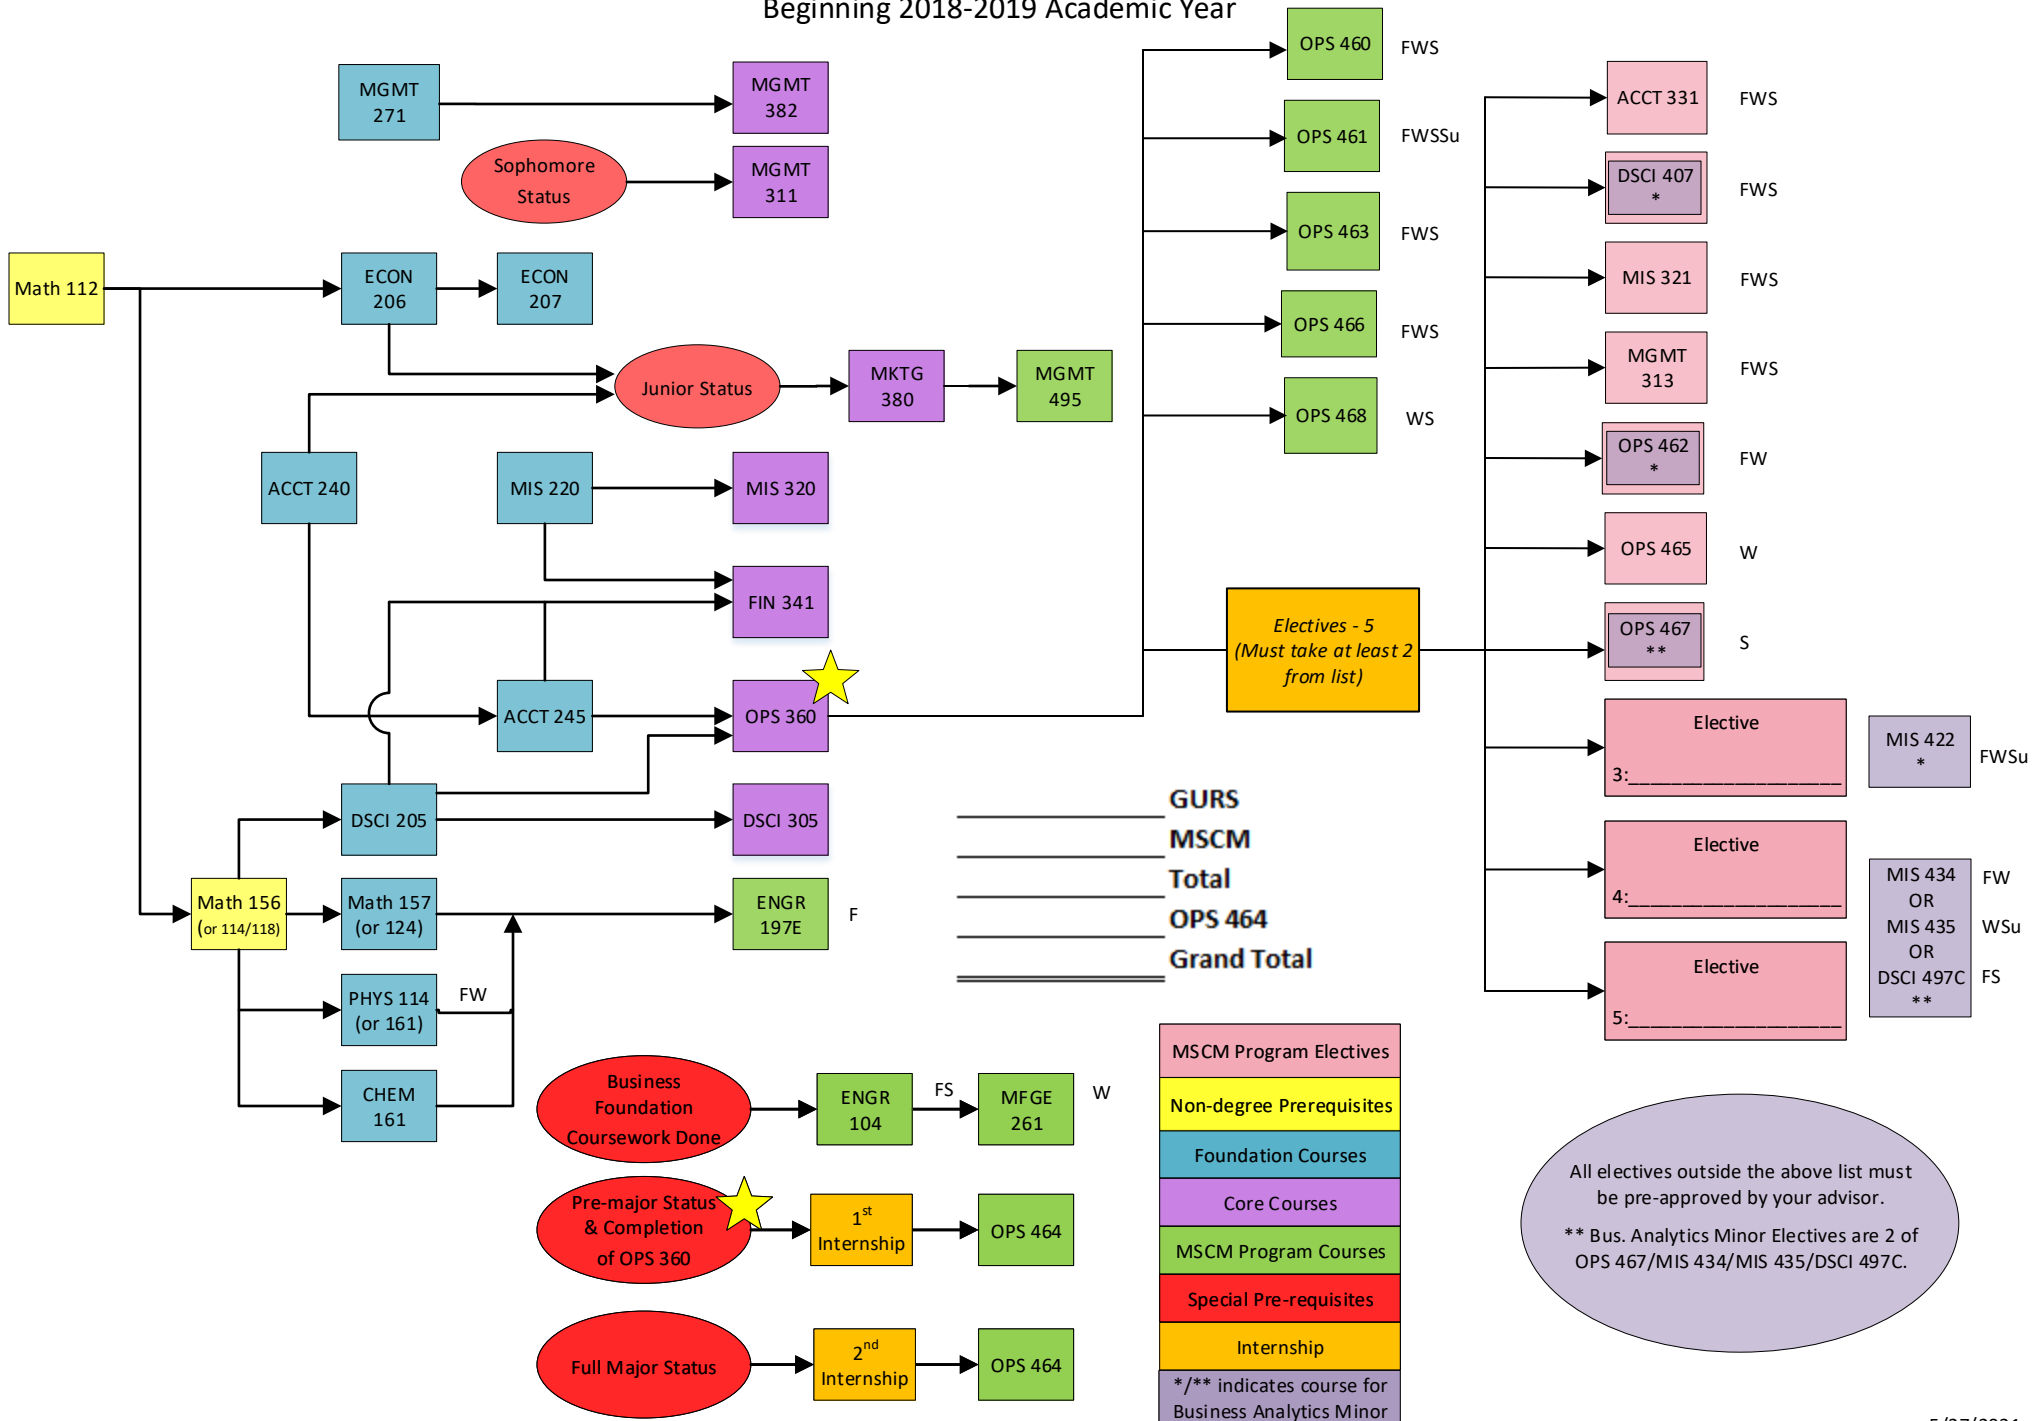 Beginning 2018-2019 Academic Year
MGMT
271
MGMT
382
Sophomore
Status
MGMT
311
Math 112
ECON
206
ECON
207
Junior Status
MKTG
380
MGMT
495
ACCT 240
MIS 220
MIS 320
FIN 341
ACCT 245
OPS 360
DSCI 205
DSCI 305
Math 156
(or 114/118)
Math 157
(or 124)
ENGR
197E
F
PHYS 114
(or 161)
FW
CHEM
161
Business
Foundation
Coursework Done
ENGR
104
FS
MFGE
261
W
Pre-major Status
& Completion
of OPS 360
1st
Internship
OPS 464
Full Major Status
2nd
Internship
OPS 464
OPS 460
FWS
OPS 461
FWSSu
OPS 463
FWS
OPS 466
FWS
OPS 468
WS
Electives - 5
(Must take at least 2
from list)
GURS
MSCM
Total
OPS 464
Grand Total
ACCT 331
FWS
DSCI 407
*
FWS
MIS 321
FWS
MGMT
313
FWS
OPS 462
*
FW
OPS 465
W
OPS 467
**
S
Elective
3:____________________
MIS 422
*
FWSu
Elective
4:____________________
Elective
5:____________________
MIS 434
FW
OR
MIS 435
WSu
OR
DSCI 497C
FS
**
MSCM Program Electives
Non-degree Prerequisites
Foundation Courses
Core Courses
MSCM Program Courses
Special Pre-requisites
Internship
*/** indicates course for
Business Analytics Minor
All electives outside the above list must
be pre-approved by your advisor.
** Bus. Analytics Minor Electives are 2 of
OPS 467/MIS 434/MIS 435/DSCI 497C.